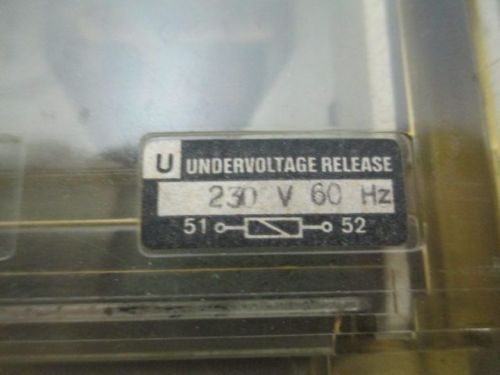 U UNDERVOLTAGE RELEASE
230 V 60 Hz
51 52